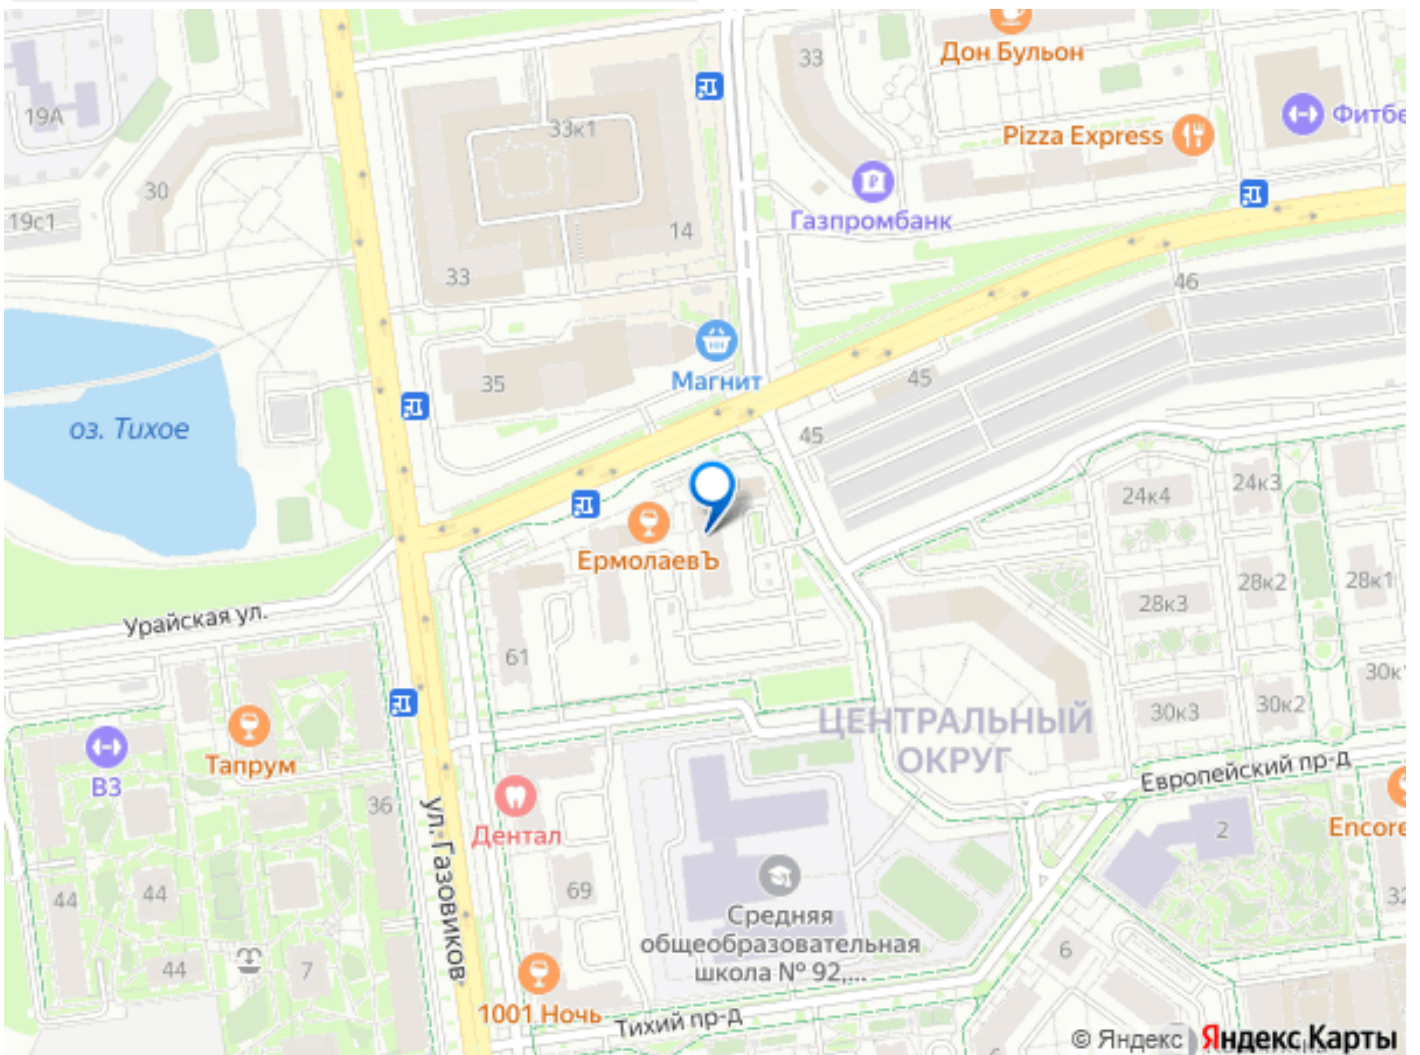 Дон Бульон
33
19А
33к1
Pizza Express
Фитбе
30
19с1
Газпромбанк
14
33
46
Магнит
35
45
оз. Тихое
45
24к4
24к3
ЕрмолаевЪ
28к3
28к2
28к1
Урайская ул.
61
30к
30к3
30к2
ЦЕНТРАЛЬНЫЙ
ОКРУГ
Тапрум
В3
Европейский пр-д
36
ул. Газовиков
Дентал
2
Encore
44
44
69
32
Средняя
общеобразовательная
школа № 92,...
44
7
6
1001 Ночь
Тихий пр-д
© Яндекс Яндекс Карты